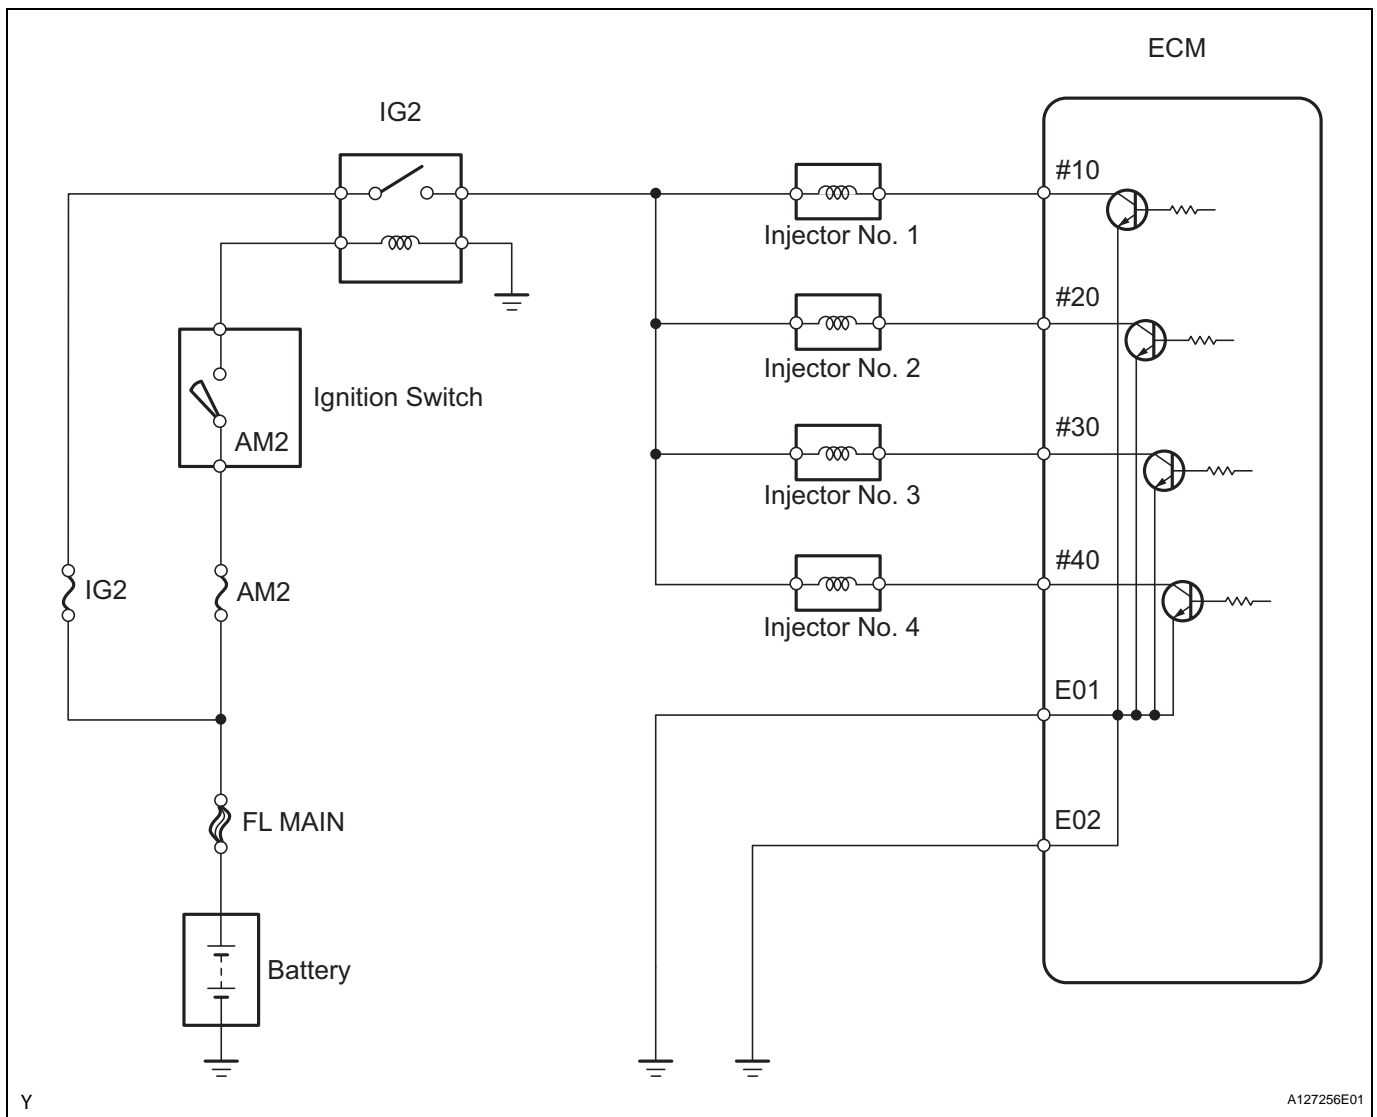 ECM
IG2
#10
Injector No. 1
#20
Injector No. 2
Ignition Switch
AM2
#30
Injector No. 3
#40
IG2
AM2
Injector No. 4
E01
FL MAIN
E02
Battery
Y
A127256E01